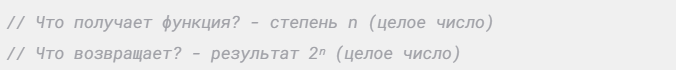 // Что получает функция? - степень n (целое число)
// Что возвращает? - результат 2ⁿ (целое число)